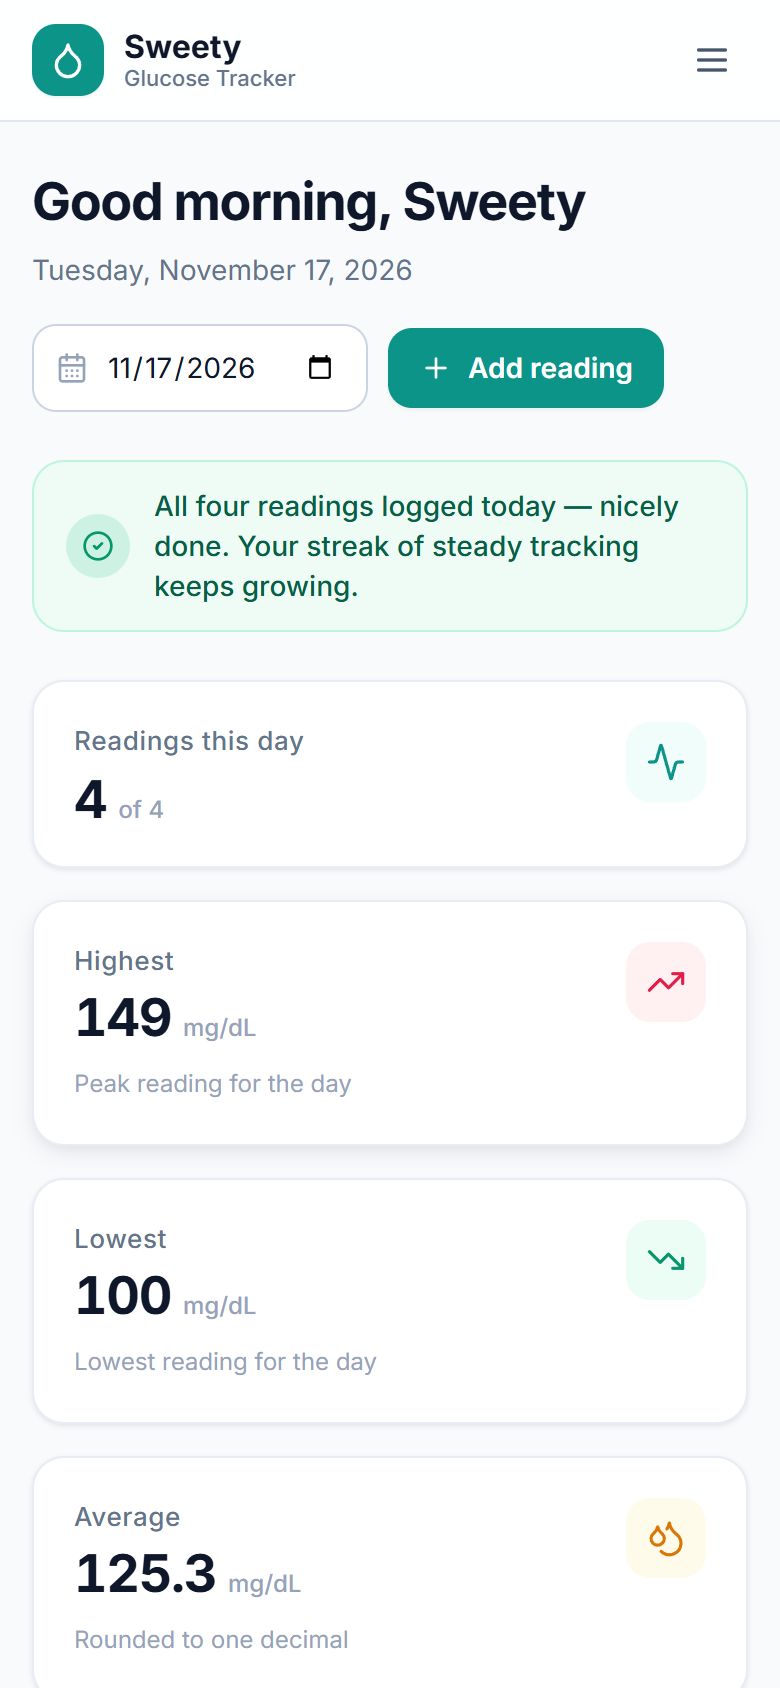 Sweety
Glucose Tracker
Good morning, Sweety
Tuesday, November 17, 2026
11/17/2026
Add reading
All four readings logged today — nicely
done. Your streak of steady tracking
keeps growing.
Readings this day
4 of 4
Highest
149 mg/dL
Peak reading for the day
Lowest
100 mg/dL
Lowest reading for the day
Average
125.3 mg/dL
Rounded to one decimal